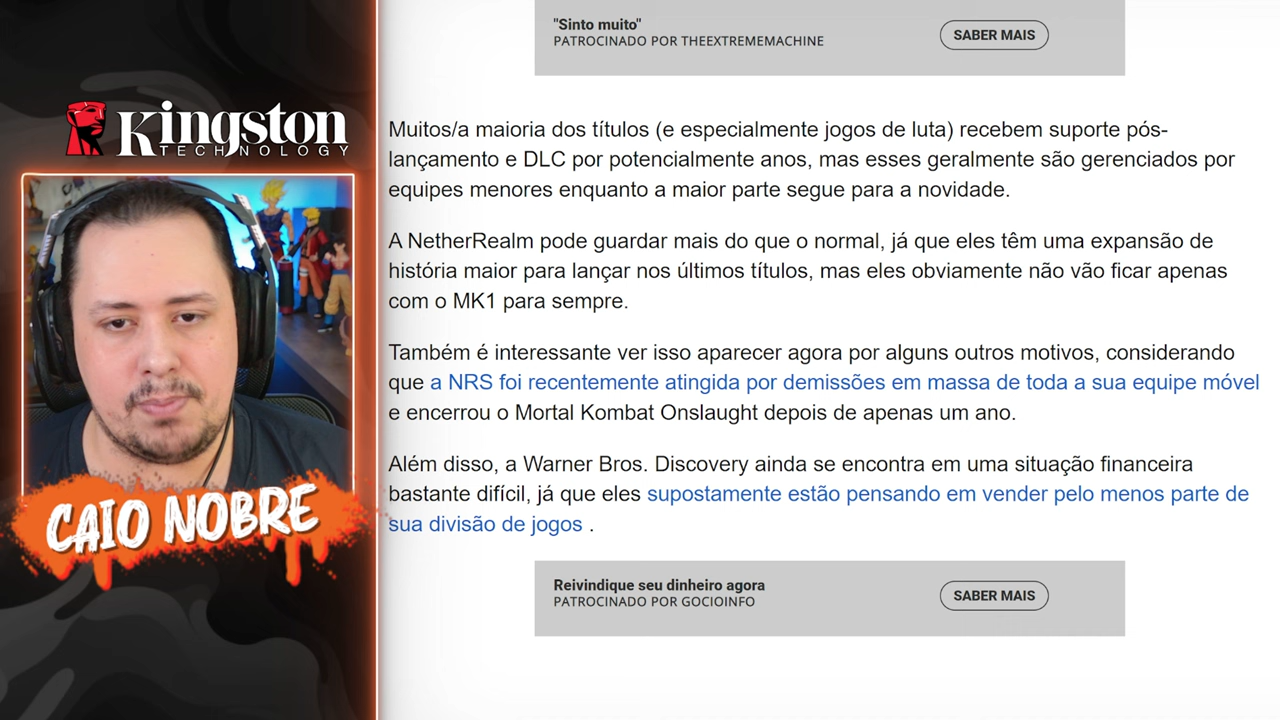 Kingston
TECHNOLOGY
CAIO NOBRE
"Sinto muito"
PATROCINADO POR THEEXTREMEMACHINE
SABER MAIS
Muitos/a maioria dos títulos (e especialmente jogos de luta) recebem suporte pós-
lançamento e DLC por potencialmente anos, mas esses geralmente são gerenciados por
equipes menores enquanto a maior parte segue para a novidade.
A NetherRealm pode guardar mais do que o normal, já que eles têm uma expansão de
história maior para lançar nos últimos títulos, mas eles obviamente não vão ficar apenas
com o MK1 para sempre.
Também é interessante ver isso aparecer agora por alguns outros motivos, considerando
que a NRS foi recentemente atingida por demissões em massa de toda a sua equipe móvel
e encerrou o Mortal Kombat Onslaught depois de apenas um ano.
Além disso, a Warner Bros. Discovery ainda se encontra em uma situação financeira
bastante difícil, já que eles supostamente estão pensando em vender pelo menos parte de
sua divisão de jogos .
Reivindique seu dinheiro agora
PATROCINADO POR GOCIOINFO
SABER MAIS